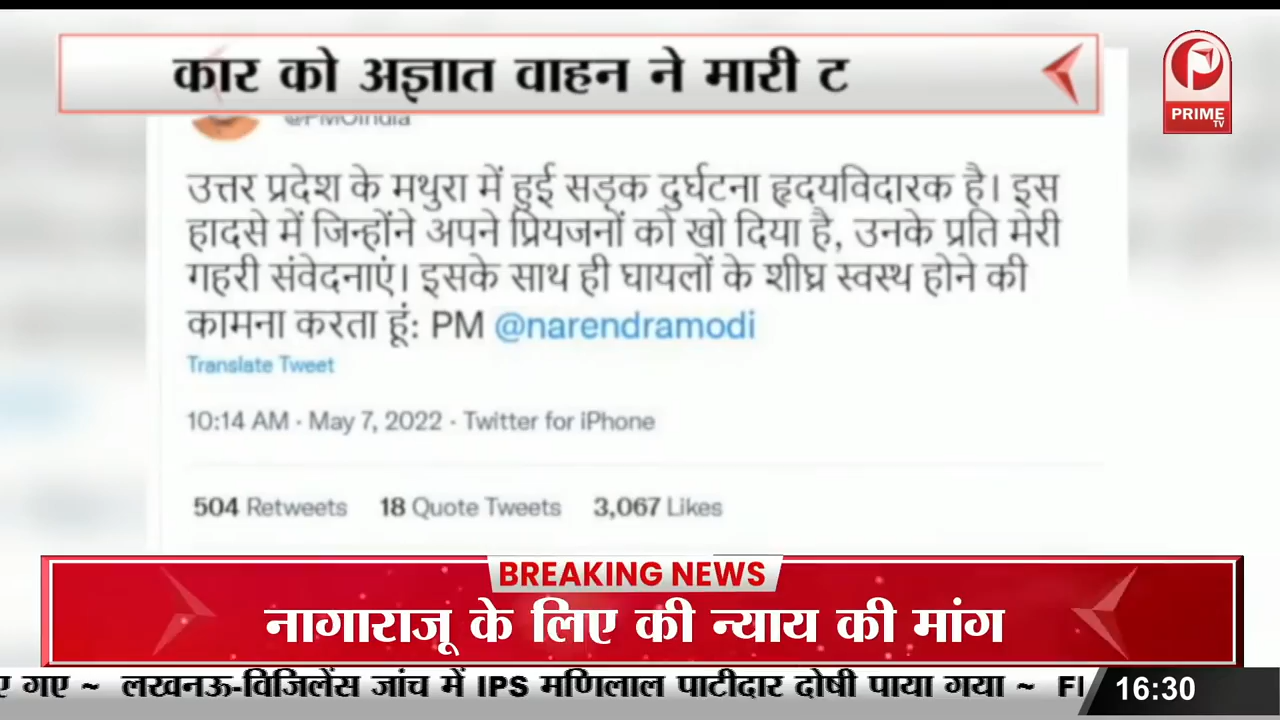 कार को अज्ञात वाहन ने मारी ट
PRIME
TV
@PMOIndia
उत्तर प्रदेश के मथुरा में हुई सड़क दुर्घटना हृदयविदारक है। इस
हादसे में जिन्होंने अपने प्रियजनों को खो दिया है, उनके प्रति मेरी
गहरी संवेदनाएं। इसके साथ ही घायलों के शीघ्र स्वस्थ होने की
कामना करता हूं: PM @narendramodi
Translate Tweet
10:14 AM · May 7, 2022 · Twitter for iPhone
504 Retweets 18 Quote Tweets 3,067 Likes
BREAKING NEWS
नागाराजू के लिए की न्याय की मांग
गए ~ लखनऊ-विजिलेंस जांच में IPS मणिलाल पाटीदार दोषी पाया गया ~
16:30